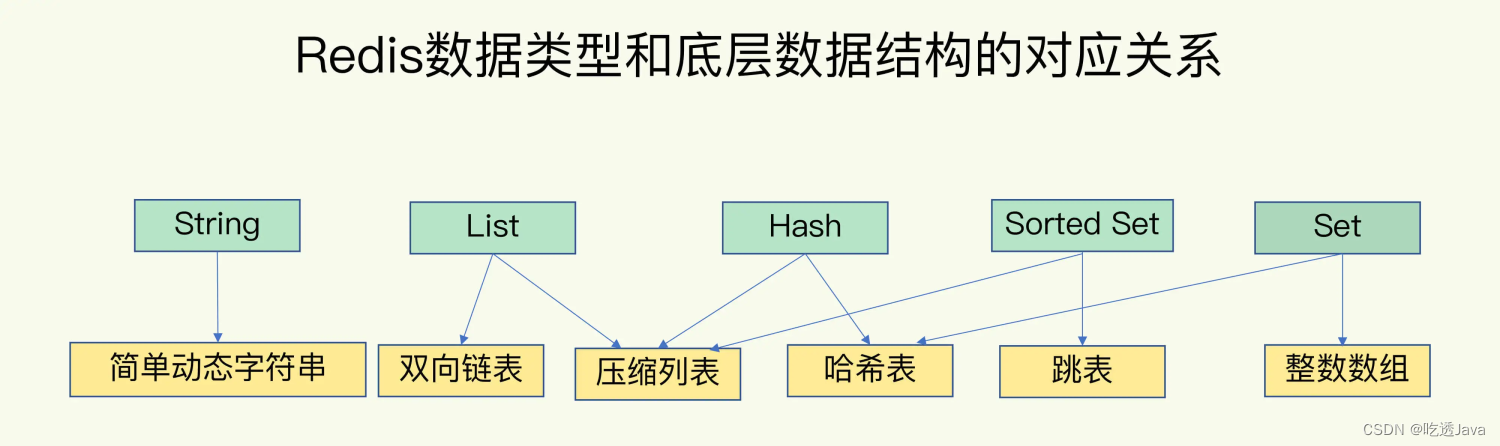 Redis数据类型和底层数据结构的对应关系
String
List
Hash
Sorted Set
Set
简单动态字符串
双向链表
压缩列表
哈希表
跳表
整数数组
CSDN @吃透Java